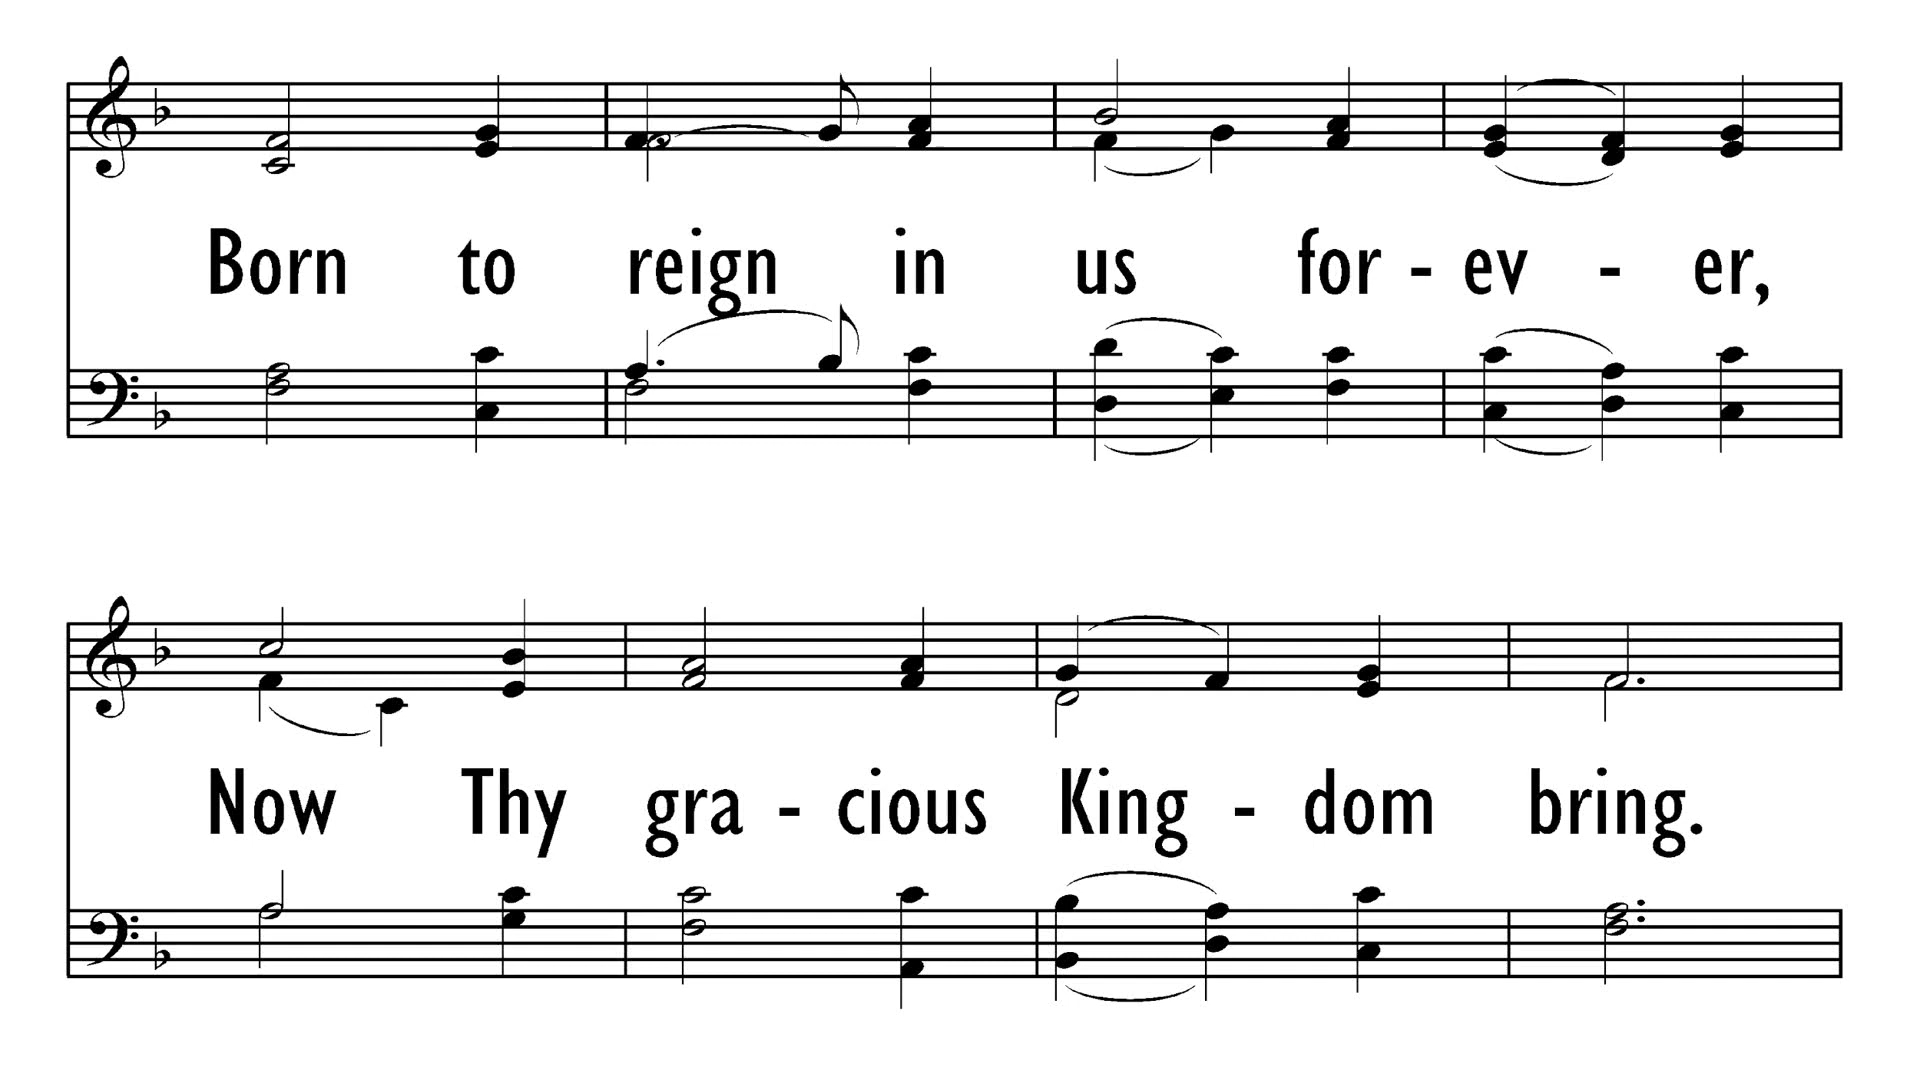 Born to reign in us for - ev - er,
Now Thy gra - cious King - dom bring.